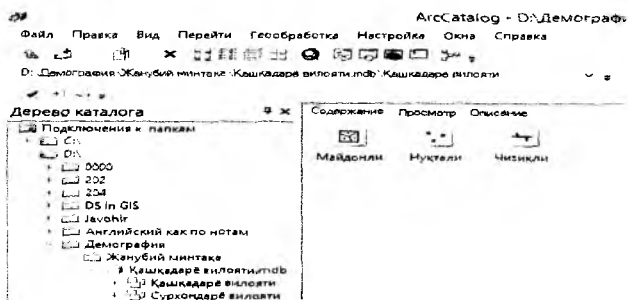 ArcCatalog - D:\Демографи
Файл Правка Вид Перейти Геообработка Настройка Окна Справка
D:\Демография\Жанубий минтака\Кашкадарё вилояти.mdb\Кашкадарё вилояти
Дерево каталога
Содержание Просмотр Описание
Подключения к папкам
C:\
D:\
0000
202
204
DS in GIS
Javohir
Английский как по нотам
Демография
Жанубий минтака
Кашкадарё вилояти.mdb
Кашкадарё вилояти
Сурхондарё вилояти
Майдонли Нуктали Чизикли